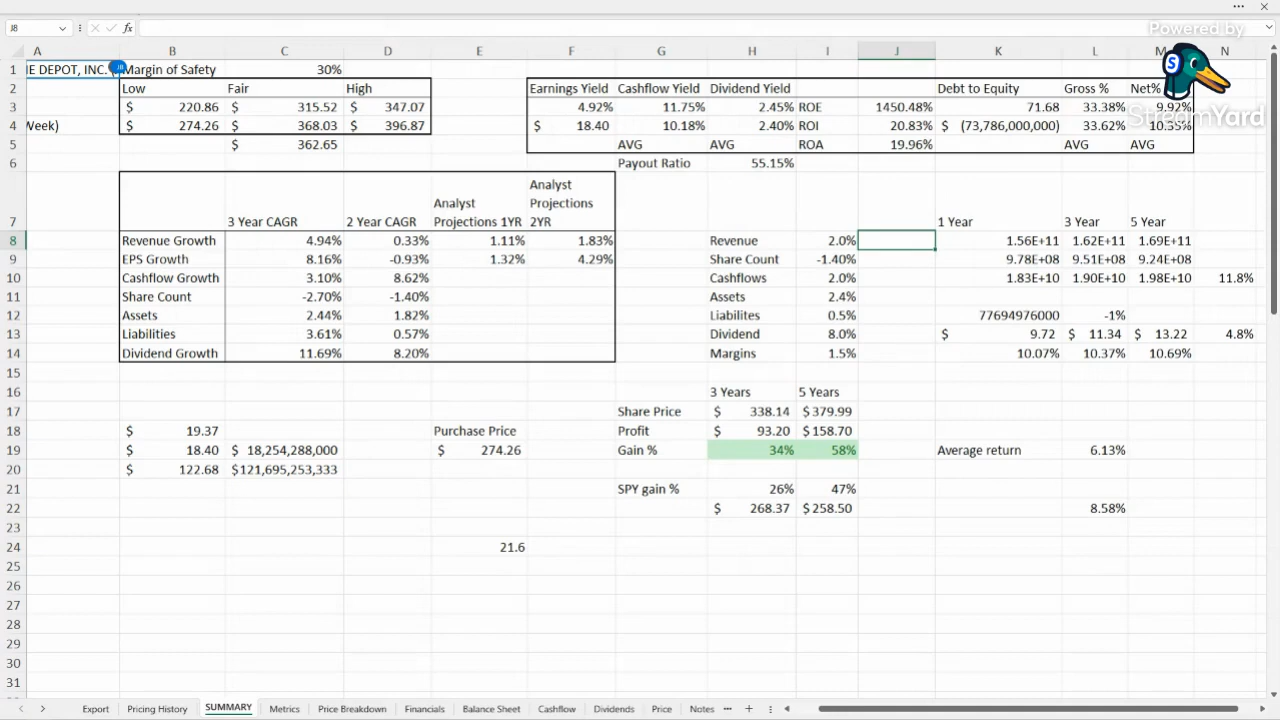 J8 fx
Powered by
StreamYard
A B C D E F G H I J K L M N
1 IE DEPOT, INC. ( Margin of Safety 30%
2 Low Fair High Earnings Yield Cashflow Yield Dividend Yield Debt to Equity Gross % Net%
3 $ 220.86 $ 315.52 $ 347.07 4.92% 11.75% 2.45% ROE 1450.48% 71.68 33.38% 9.92%
4 Week) $ 274.26 $ 368.03 $ 396.87 $ 18.40 10.18% 2.40% ROI 20.83% $ (73,786,000,000) 33.62%
5 $ 362.65 AVG AVG ROA 19.96% AVG AVG
6 Payout Ratio 55.15%
7 3 Year CAGR 2 Year CAGR Analyst Projections 1YR Analyst Projections 2YR 1 Year 3 Year 5 Year
8 Revenue Growth 4.94% 0.33% 1.11% 1.83% Revenue 2.0% 1.56E+11 1.62E+11 1.69E+11
9 EPS Growth 8.16% -0.93% 1.32% 4.29% Share Count -1.40% 9.78E+08 9.51E+08 9.24E+08
10 Cashflow Growth 3.10% 8.62% Cashflows 2.0% 1.83E+10 1.90E+10 1.98E+10 11.8%
11 Share Count -2.70% -1.40% Assets 2.4%
12 Assets 2.44% 1.82% Liabilites 0.5% 77694976000 -1%
13 Liabilities 3.61% 0.57% Dividend 8.0% $ 9.72 $ 11.34 $ 13.22 4.8%
14 Dividend Growth 11.69% 8.20% Margins 1.5% 10.07% 10.37% 10.69%
15
16 3 Years 5 Years
17 Share Price $ 338.14 $379.99
18 $ 19.37 Purchase Price Profit $ 93.20 $158.70
19 $ 18.40 $ 18,254,288,000 $ 274.26 Gain % 34% 58% Average return 6.13%
20 $ 122.68 $121,695,253,333
21 SPY gain % 26% 47%
22 $ 268.37 $258.50 8.58%
23
24 21.6
25
26
27
28
29
30
31
Export Pricing History SUMMARY Metrics Price Breakdown Financials Balance Sheet Cashflow Dividends Price Notes